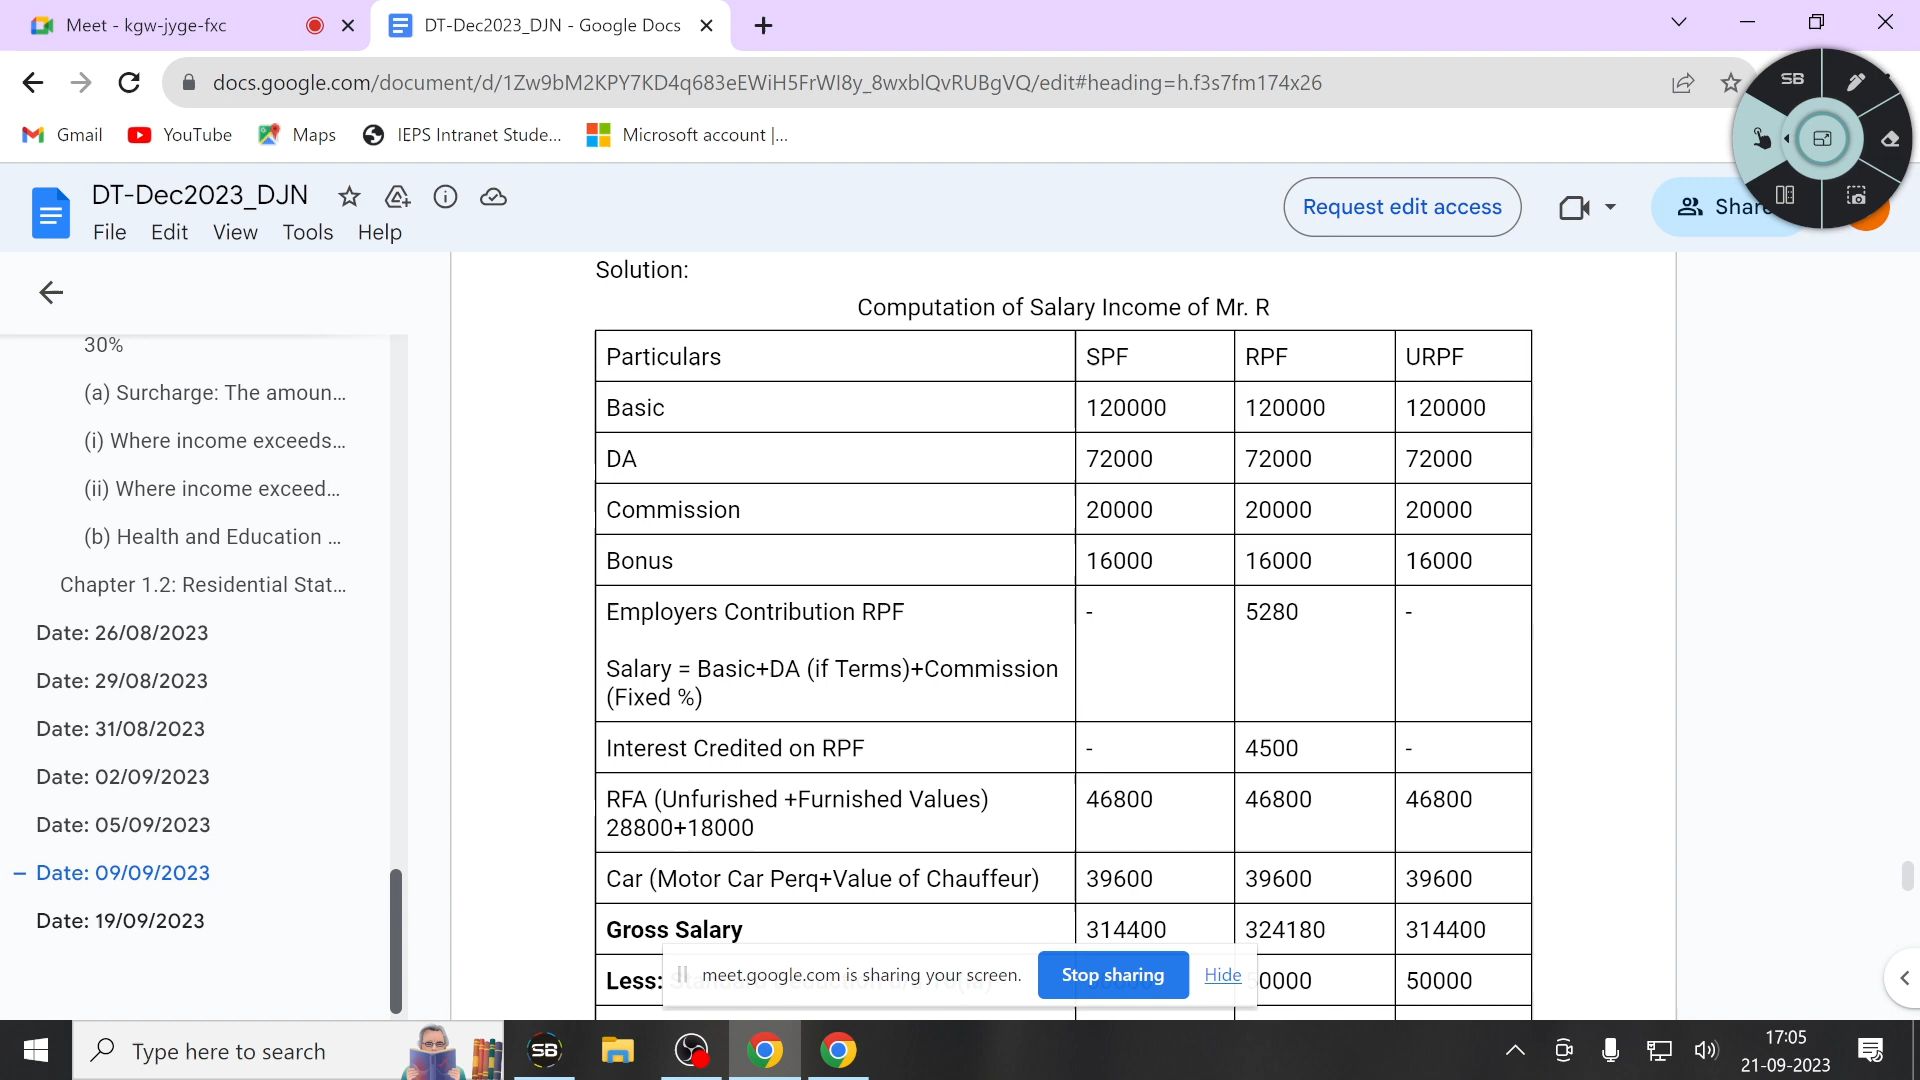 Meet - kgw-jyge-fxc
DT-Dec2023_DJN - Google Docs
docs.google.com/document/d/1Zw9bM2KPY7KD4q683eEWiH5FrWI8y_8wxblQvRUBgVQ/edit#heading=h.f3s7fm174x26
SB
Gmail YouTube Maps IEPS Intranet Stude... Microsoft account |...
DT-Dec2023_DJN
File Edit View Tools Help
Request edit access
Share
30%
(a) Surcharge: The amoun...
(i) Where income exceeds...
(ii) Where income exceed...
(b) Health and Education ...
Chapter 1.2: Residential Stat...
Date: 26/08/2023
Date: 29/08/2023
Date: 31/08/2023
Date: 02/09/2023
Date: 05/09/2023
Date: 09/09/2023
Date: 19/09/2023
Solution:
Computation of Salary Income of Mr. R
Particulars SPF RPF URPF
Basic 120000 120000 120000
DA 72000 72000 72000
Commission 20000 20000 20000
Bonus 16000 16000 16000
Employers Contribution RPF - 5280 -
Salary = Basic+DA (if Terms)+Commission
(Fixed %)
Interest Credited on RPF - 4500 -
RFA (Unfurished +Furnished Values) 46800 46800 46800
28800+18000
Car (Motor Car Perq+Value of Chauffeur) 39600 39600 39600
Gross Salary 314400 324180 314400
Less: 50000
meet.google.com is sharing your screen. Stop sharing Hide
Type here to search
SB
17:05
21-09-2023